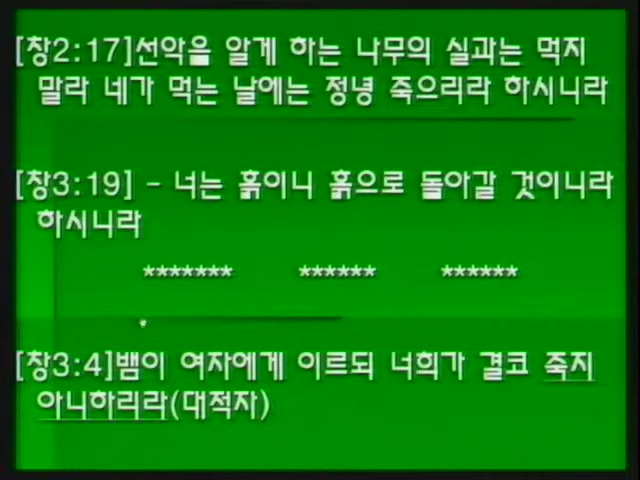 [창2:17]선악을 알게 하는 나무의 실과는 먹지
말라 네가 먹는 날에는 정녕 죽으리라 하시니라
[창3:19] - 너는 흙이니 흙으로 돌아갈 것이니라
하시니라
******* ****** ******
[창3:4]뱀이 여자에게 이르되 너희가 결코 죽지
아니하리라(대적자)